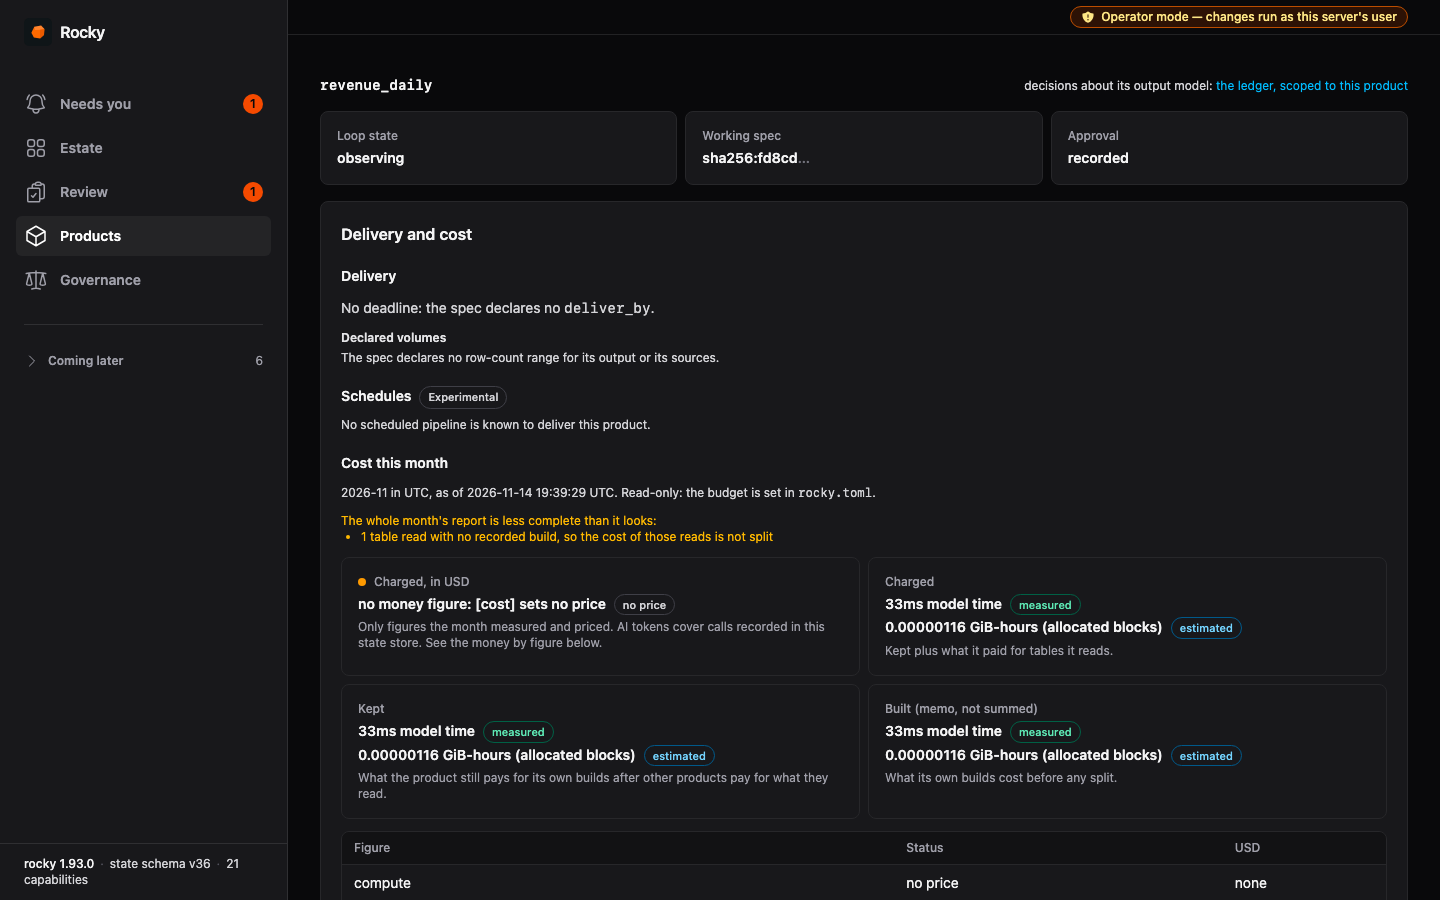 Rocky
Operator mode — changes run as this server's user
Needs you
1
Estate
Review
1
Products
Governance
Coming later
6
rocky 1.93.0 · state schema v36 · 21
capabilities
revenue_daily
decisions about its output model: the ledger, scoped to this product
Loop state
observing
Working spec
sha256:fd8cd...
Approval
recorded
Delivery and cost
Delivery
No deadline: the spec declares no deliver_by.
Declared volumes
The spec declares no row-count range for its output or its sources.
Schedules Experimental
No scheduled pipeline is known to deliver this product.
Cost this month
2026-11 in UTC, as of 2026-11-14 19:39:29 UTC. Read-only: the budget is set in rocky.toml.
The whole month's report is less complete than it looks:
• 1 table read with no recorded build, so the cost of those reads is not split
Charged, in USD
no money figure: [cost] sets no price no price
Only figures the month measured and priced. AI tokens cover calls recorded in this
state store. See the money by figure below.
Charged
33ms model time measured
0.00000116 GiB-hours (allocated blocks) estimated
Kept plus what it paid for tables it reads.
Kept
33ms model time measured
0.00000116 GiB-hours (allocated blocks) estimated
What the product still pays for its own builds after other products pay for what they
read.
Built (memo, not summed)
33ms model time measured
0.00000116 GiB-hours (allocated blocks) estimated
What its own builds cost before any split.
Figure Status USD
compute no price none